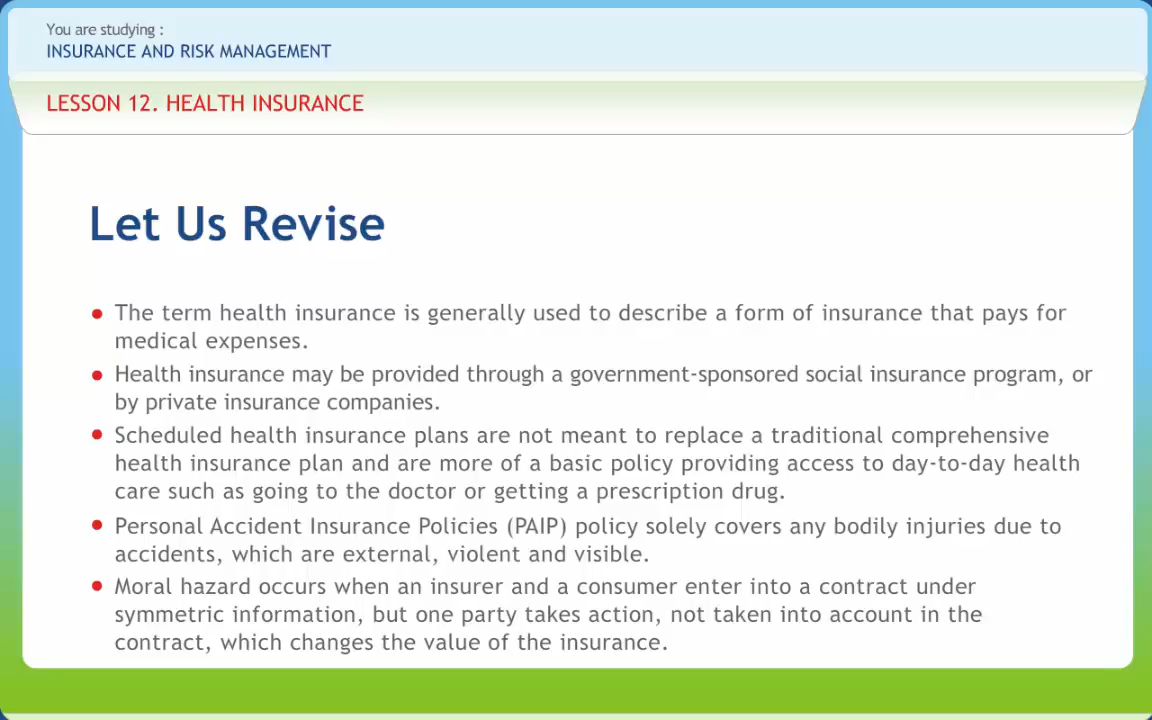 You are studying :
INSURANCE AND RISK MANAGEMENT
LESSON 12. HEALTH INSURANCE
Let Us Revise
• The term health insurance is generally used to describe a form of insurance that pays for
medical expenses.
• Health insurance may be provided through a government-sponsored social insurance program, or
by private insurance companies.
• Scheduled health insurance plans are not meant to replace a traditional comprehensive
health insurance plan and are more of a basic policy providing access to day-to-day health
care such as going to the doctor or getting a prescription drug.
• Personal Accident Insurance Policies (PAIP) policy solely covers any bodily injuries due to
accidents, which are external, violent and visible.
• Moral hazard occurs when an insurer and a consumer enter into a contract under
symmetric information, but one party takes action, not taken into account in the
contract, which changes the value of the insurance.